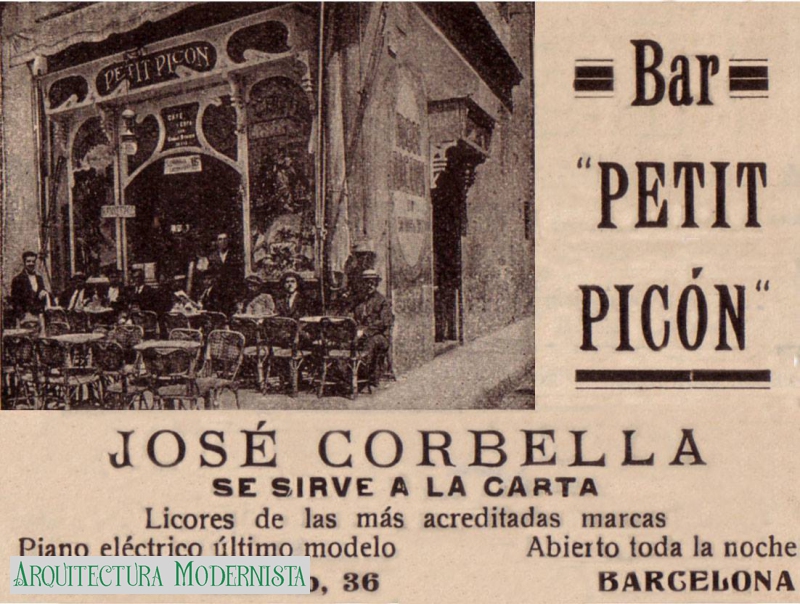 PETIT PICON
CAFE
Bar
"PETIT
PICÓN"
JOSÉ CORBELLA
SE SIRVE A LA CARTA
Licores de las más acreditadas marcas
Piano eléctrico último modelo
Abierto toda la noche
ARQUITECTURA MODERNISTA
36
BARCELONA